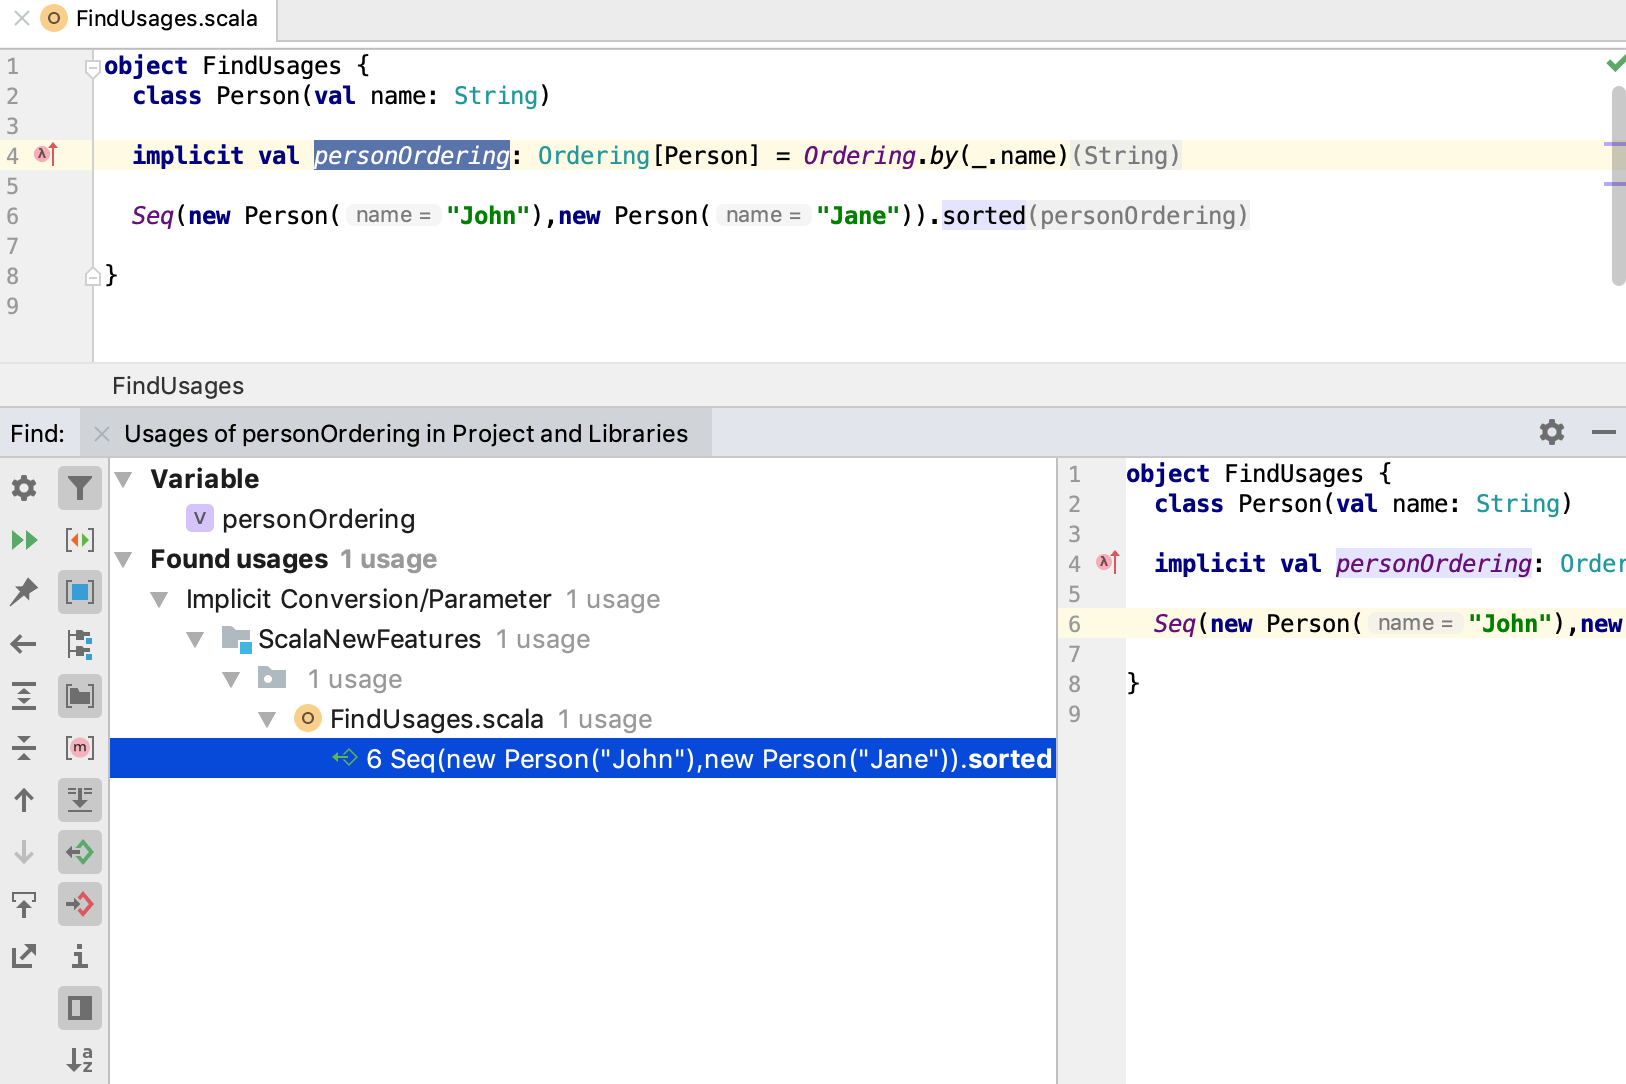 FindUsages.scala
1 object FindUsages {
2 class Person(val name: String)
3
4 implicit val personOrdering: Ordering[Person] = Ordering.by(_.name)(String)
5
6 Seq(new Person( name = "John"),new Person( name = "Jane")).sorted(personOrdering)
7
8 }
9
FindUsages
Find: Usages of personOrdering in Project and Libraries
Variable
V personOrdering
Found usages 1 usage
Implicit Conversion/Parameter 1 usage
ScalaNewFeatures 1 usage
1 usage
O FindUsages.scala 1 usage
6 Seq(new Person("John"),new Person("Jane")).sorted
1 object FindUsages {
2 class Person(val name: String)
3
4 implicit val personOrdering: Order
5
6 Seq(new Person( name = "John"),new
7
8 }
9